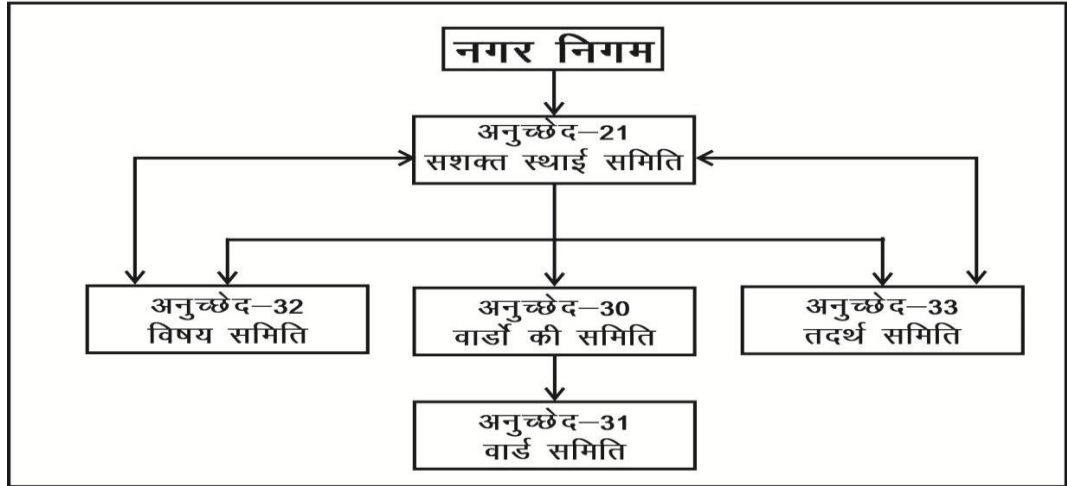 नगर निगम
अनुच्छेद–21
सशक्त स्थाई समिति
अनुच्छेद–32
विषय समिति
अनुच्छेद–30
वार्डो की समिति
अनुच्छेद–33
तदर्थ समिति
अनुच्छेद–31
वार्ड समिति